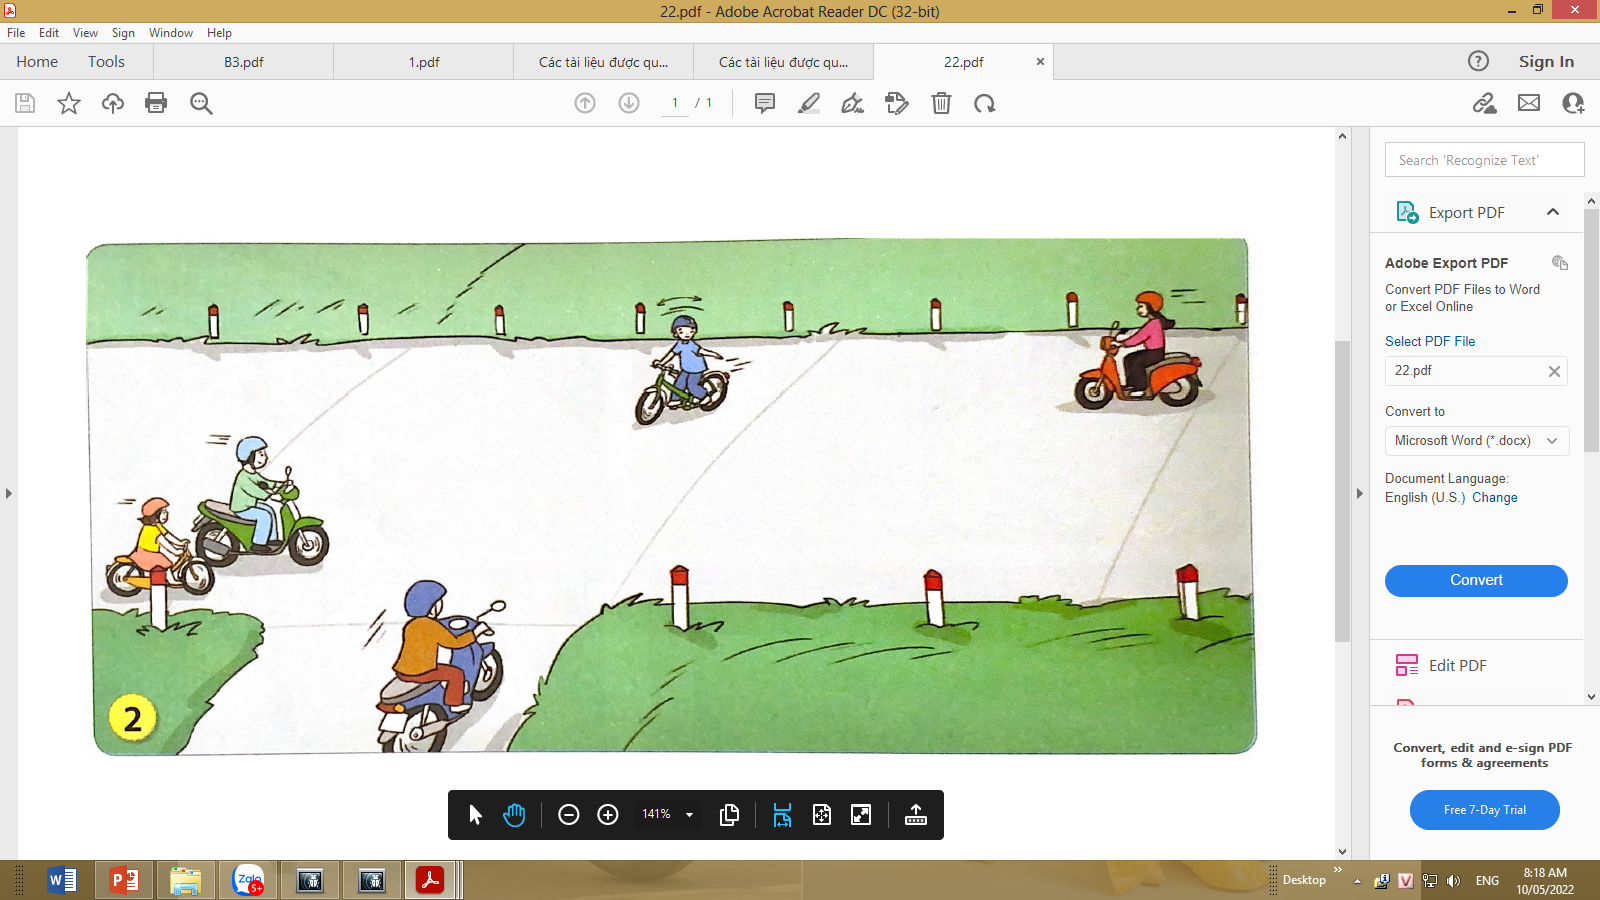 22.pdf - Adobe Acrobat Reader DC (32-bit)
File Edit View Sign Window Help
Home Tools B3.pdf 1.pdf Các tài liệu được qu... Các tài liệu được qu... 22.pdf Sign In
1 / 1
Search 'Recognize Text'
Export PDF
Adobe Export PDF
Convert PDF Files to Word
or Excel Online
Select PDF File
22.pdf
Convert to
Microsoft Word (*.docx)
Document Language:
English (U.S.) Change
Convert
Edit PDF
Convert, edit and e-sign PDF
forms & agreements
Free 7-Day Trial
2
141%
Zalo
5+
Desktop
ENG
8:18 AM
10/05/2022